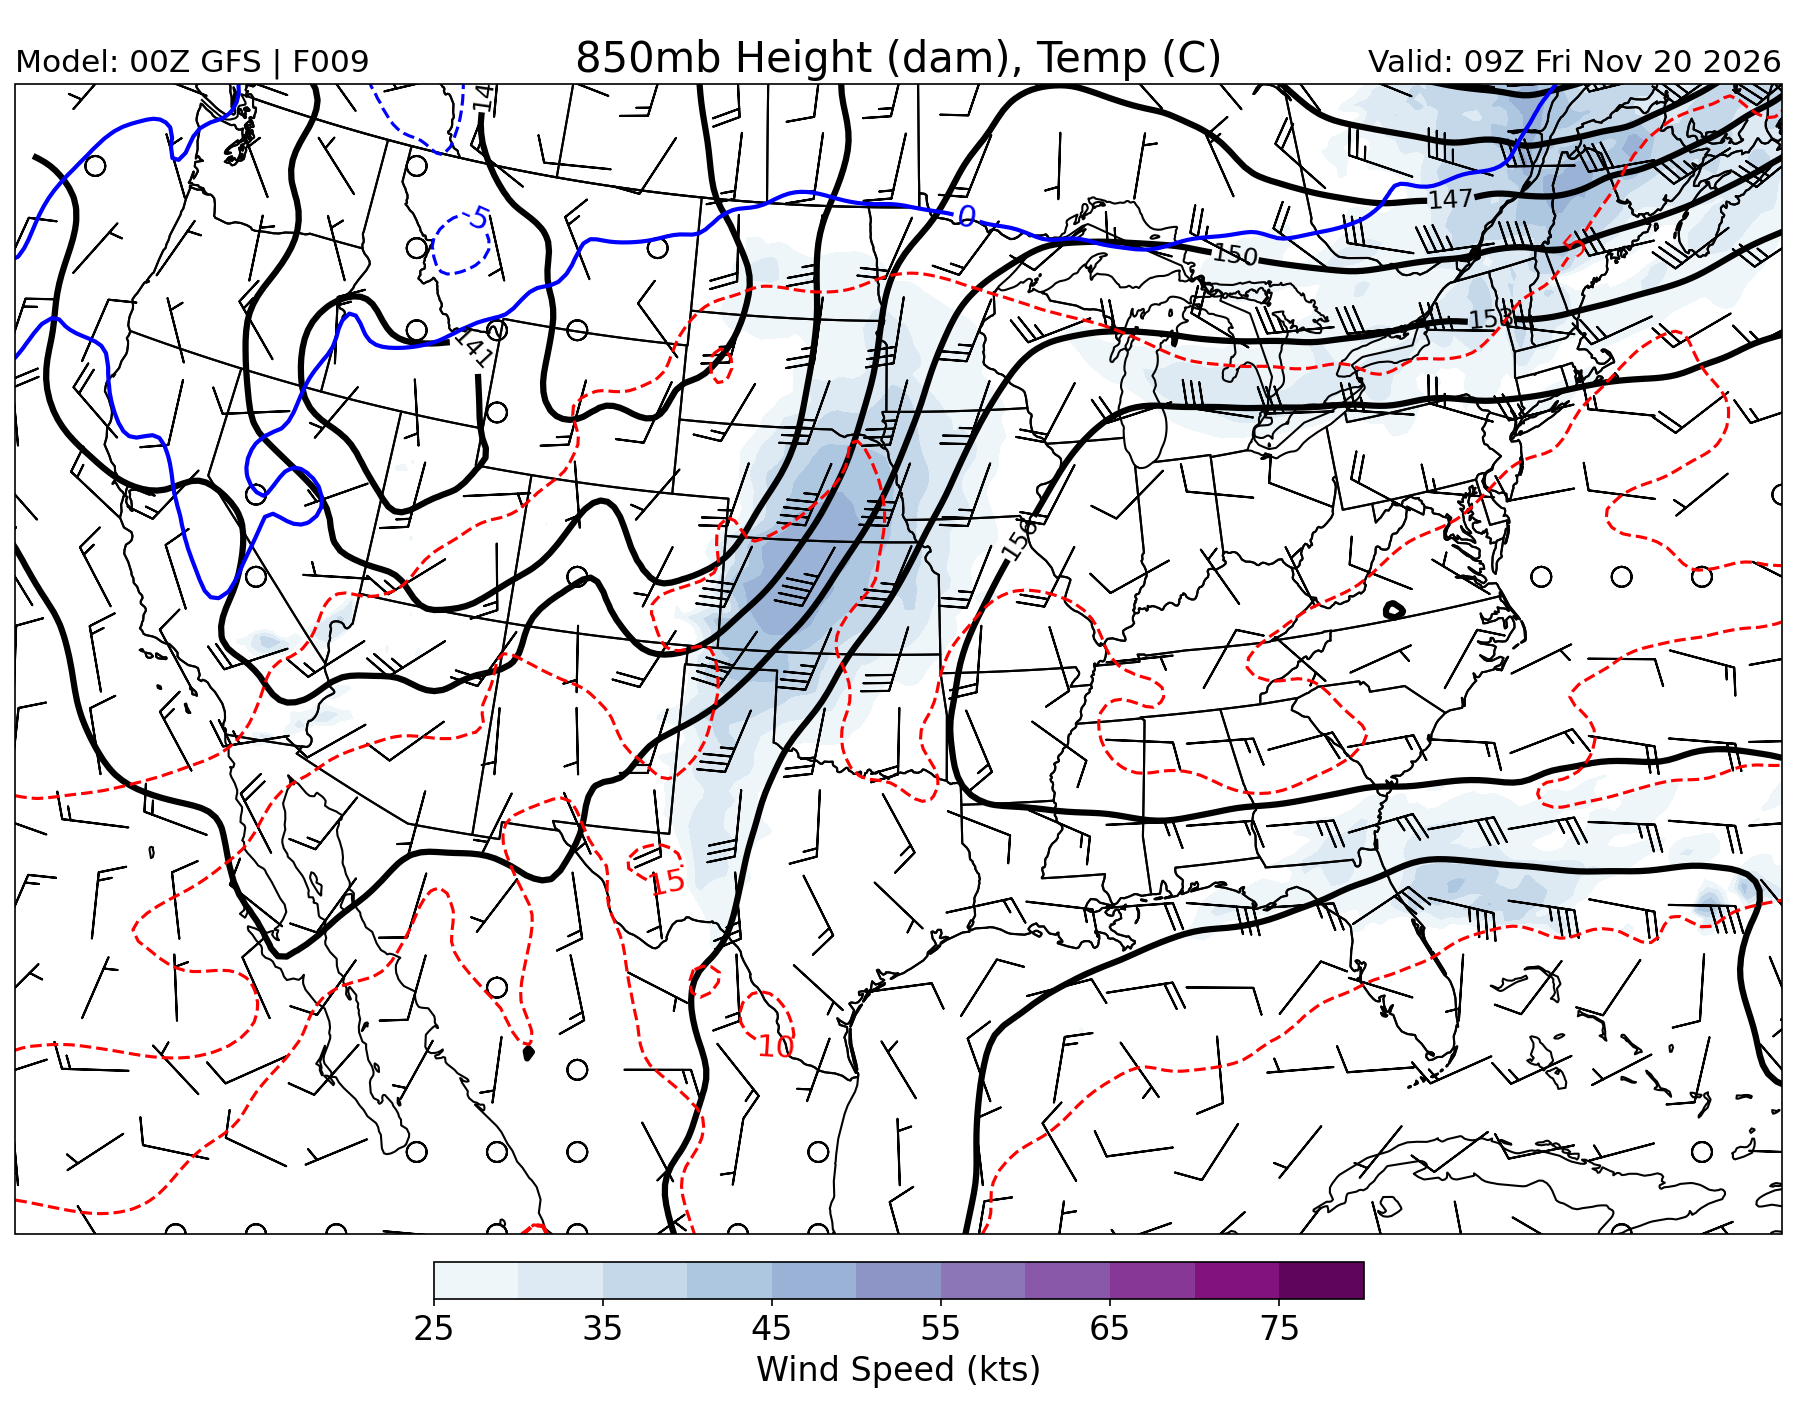 850mb Height (dam), Temp (C)
Model: 00Z GFS | F009
Valid: 09Z Fri Nov 20 2026
-5
0
147
150
5
153
141
156
15
10
25 35 45 55 65 75
Wind Speed (kts)